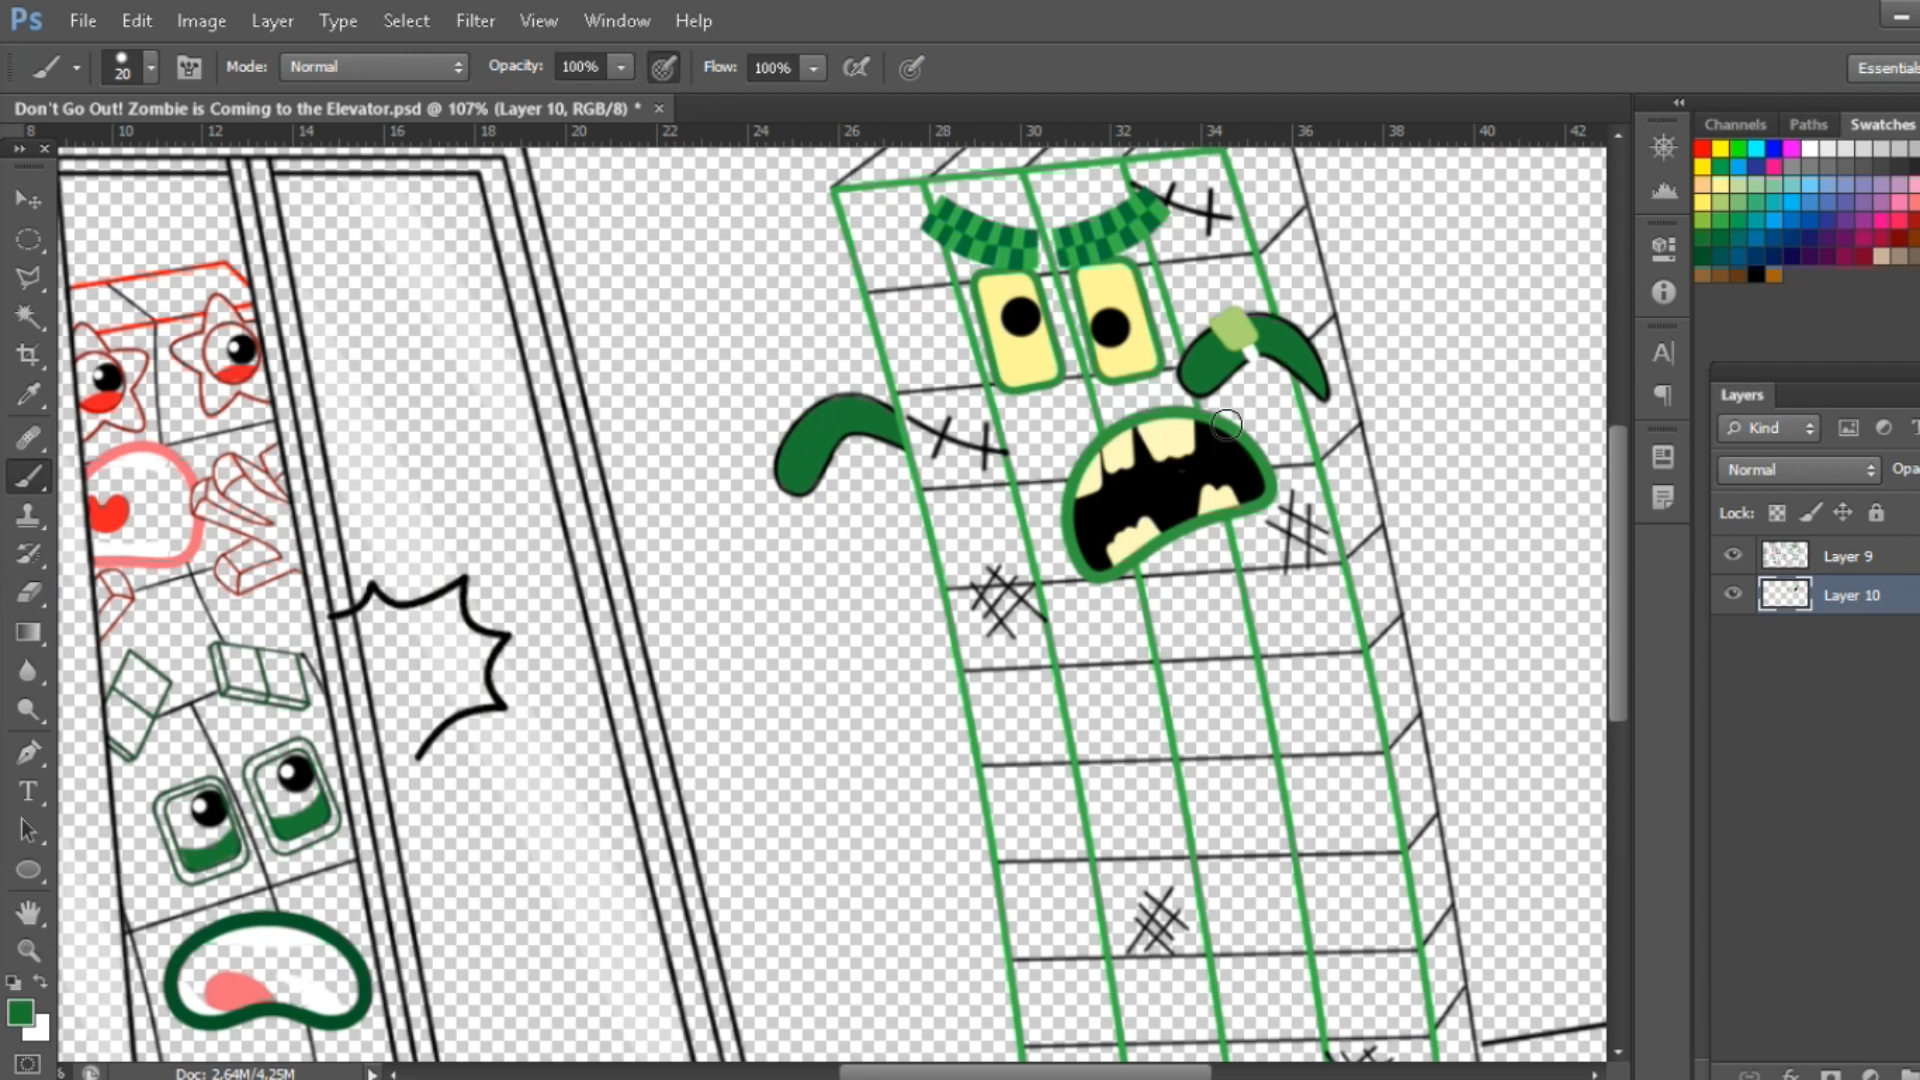 Ps File Edit Image Layer Type Select Filter View Window Help
20 Mode: Normal Opacity: 100% Flow: 100% Essentials
Don't Go Out! Zombie is Coming to the Elevator.psd @ 107% (Layer 10, RGB/8) * ×
8 10 12 14 16 18 20 22 24 26 28 30 32 34 36 38 40 42
Channels Paths Swatches
Layers
Kind
Normal Opa
Lock:
Layer 9
Layer 10
Doc: 2,64M/4,25M